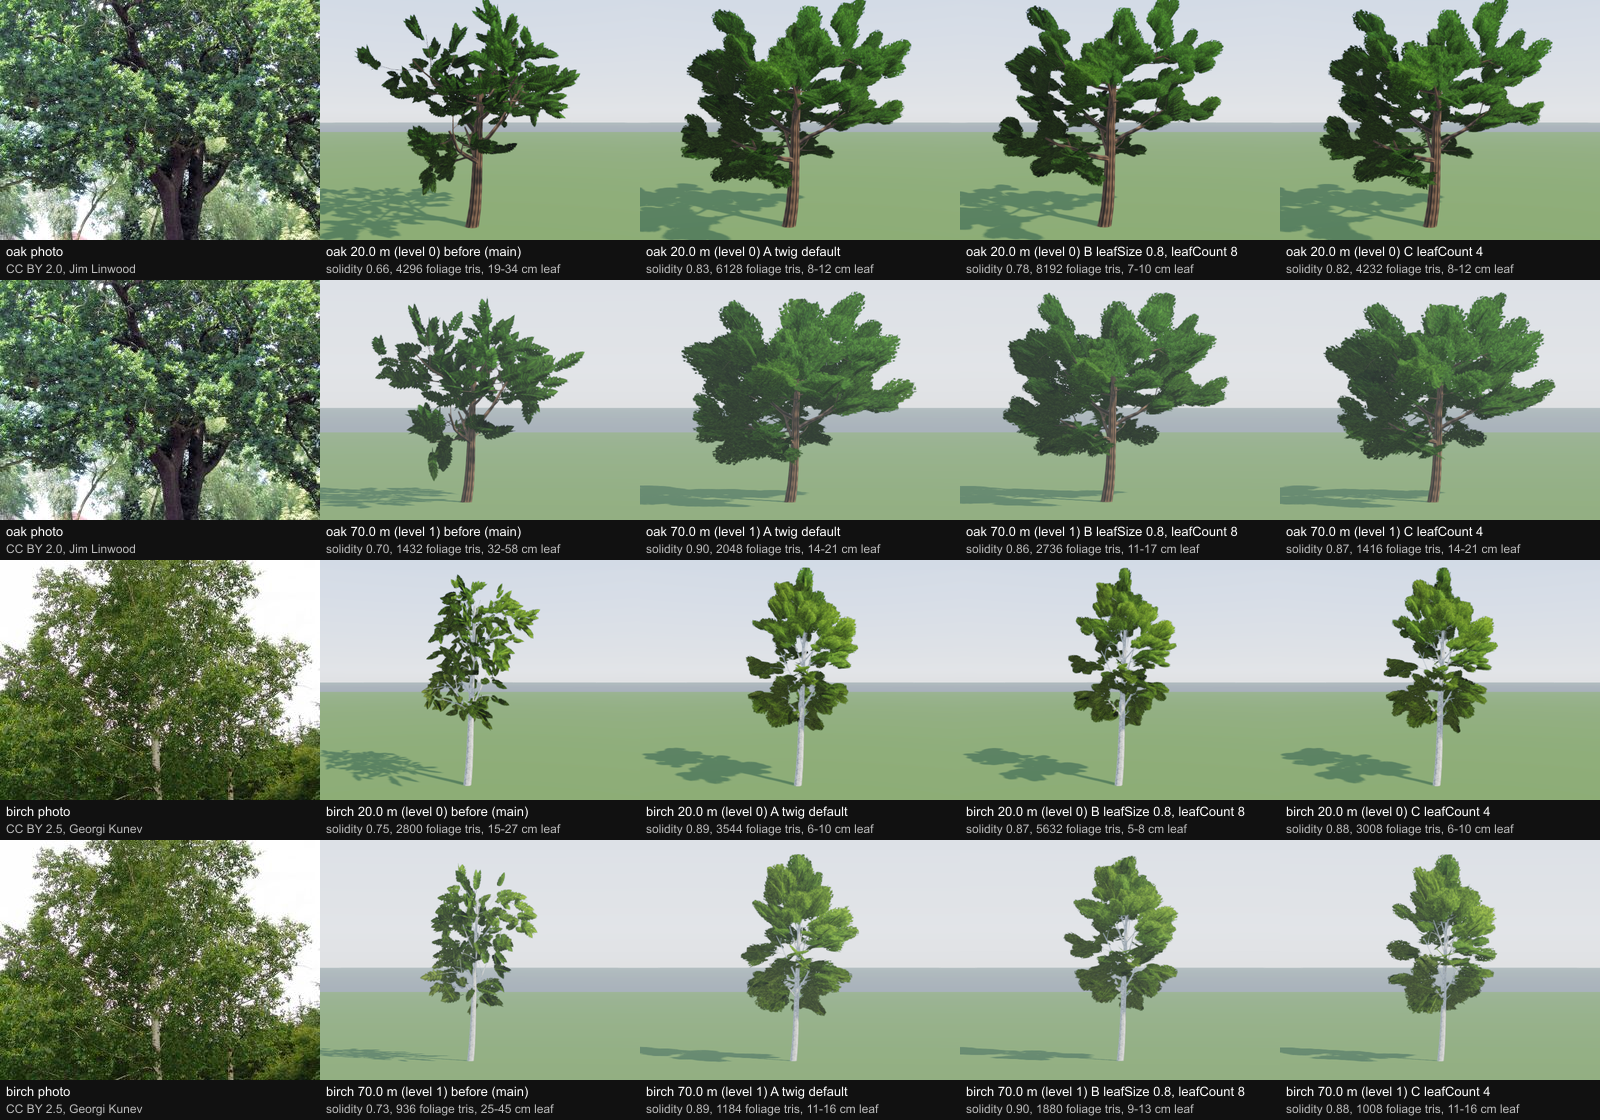 oak photo
CC BY 2.0, Jim Linwood
oak 20.0 m (level 0) before (main)
solidity 0.66, 4296 foliage tris, 19-34 cm leaf
oak 20.0 m (level 0) A twig default
solidity 0.83, 6128 foliage tris, 8-12 cm leaf
oak 20.0 m (level 0) B leafSize 0.8, leafCount 8
solidity 0.78, 8192 foliage tris, 7-10 cm leaf
oak 20.0 m (level 0) C leafCount 4
solidity 0.82, 4232 foliage tris, 8-12 cm leaf
oak photo
CC BY 2.0, Jim Linwood
oak 70.0 m (level 1) before (main)
solidity 0.70, 1432 foliage tris, 32-58 cm leaf
oak 70.0 m (level 1) A twig default
solidity 0.90, 2048 foliage tris, 14-21 cm leaf
oak 70.0 m (level 1) B leafSize 0.8, leafCount 8
solidity 0.86, 2736 foliage tris, 11-17 cm leaf
oak 70.0 m (level 1) C leafCount 4
solidity 0.87, 1416 foliage tris, 14-21 cm leaf
birch photo
CC BY 2.5, Georgi Kunev
birch 20.0 m (level 0) before (main)
solidity 0.75, 2800 foliage tris, 15-27 cm leaf
birch 20.0 m (level 0) A twig default
solidity 0.89, 3544 foliage tris, 6-10 cm leaf
birch 20.0 m (level 0) B leafSize 0.8, leafCount 8
solidity 0.87, 5632 foliage tris, 5-8 cm leaf
birch 20.0 m (level 0) C leafCount 4
solidity 0.88, 3008 foliage tris, 6-10 cm leaf
birch photo
CC BY 2.5, Georgi Kunev
birch 70.0 m (level 1) before (main)
solidity 0.73, 936 foliage tris, 25-45 cm leaf
birch 70.0 m (level 1) A twig default
solidity 0.89, 1184 foliage tris, 11-16 cm leaf
birch 70.0 m (level 1) B leafSize 0.8, leafCount 8
solidity 0.90, 1880 foliage tris, 9-13 cm leaf
birch 70.0 m (level 1) C leafCount 4
solidity 0.88, 1008 foliage tris, 11-16 cm leaf